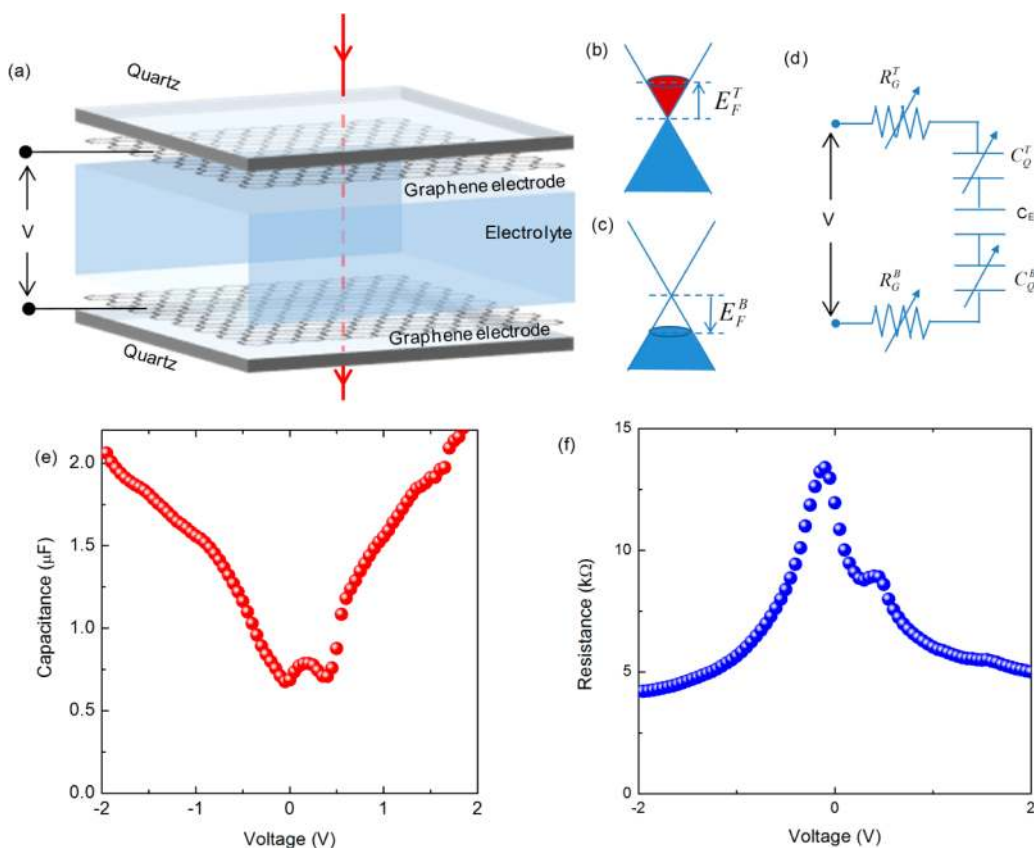 (a)
Quartz
V
Graphene electrode
Electrolyte
Graphene electrode
Quartz
(b)
E_F^T
(c)
E_F^B
(d)
R_G^T
C_Q^T
V
C_E
R_G^B
C_Q^B
(e)
Capacitance (μF)
2.0
1.5
1.0
0.5
0.0
-2 -1 0 1 2
Voltage (V)
(f)
Resistance (kΩ)
15
10
5
0
-2 0 2
Voltage (V)